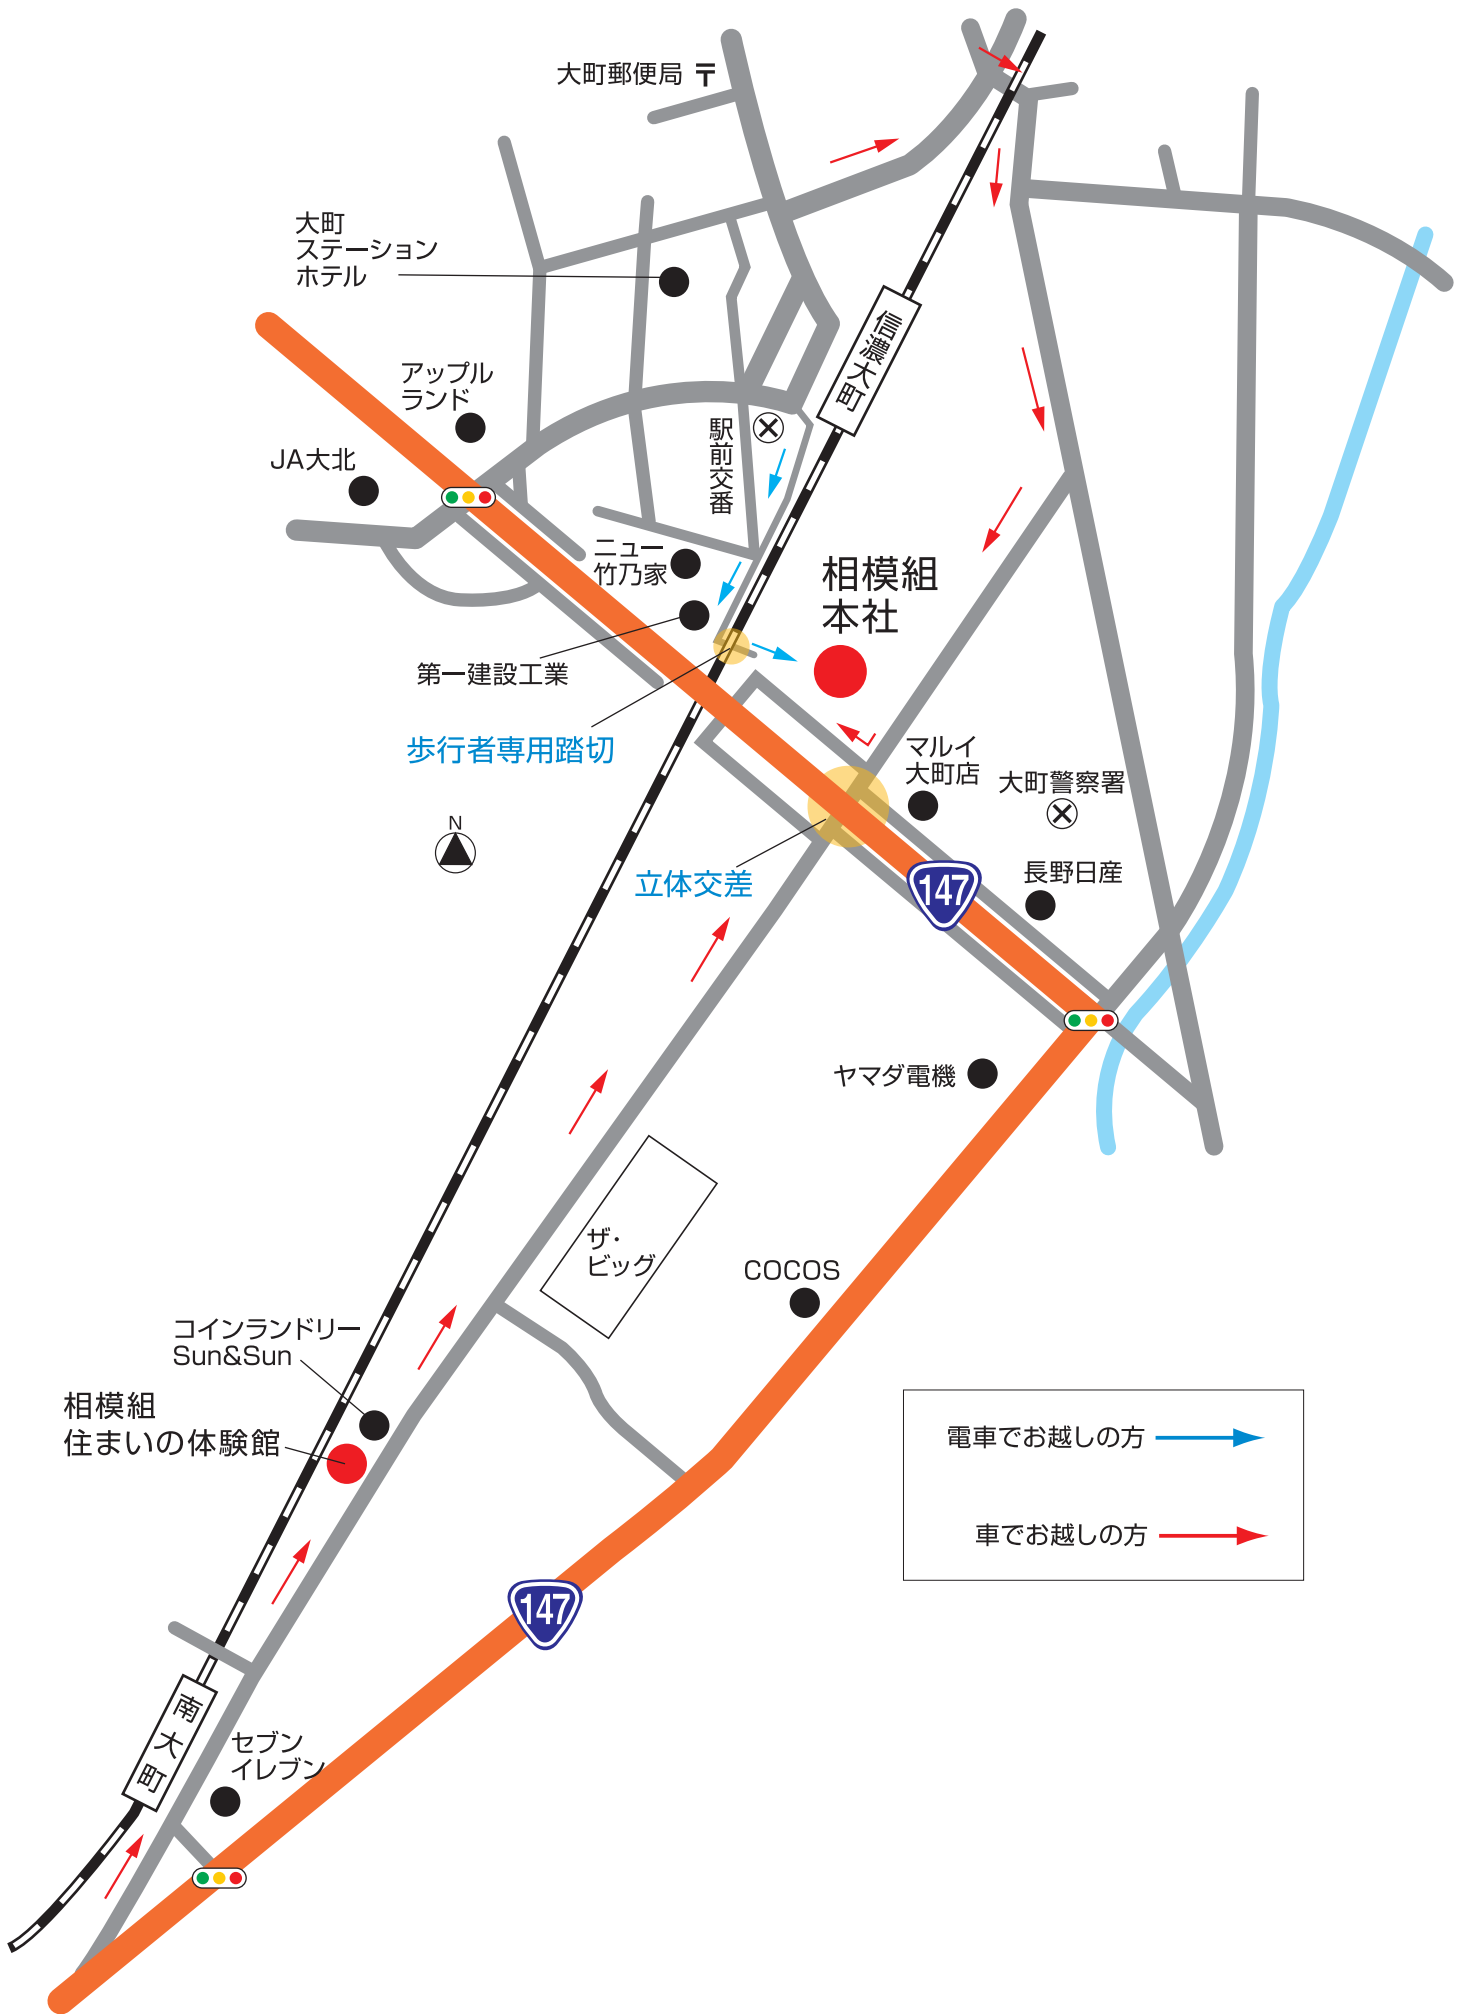 大町郵便局 〒
大町
ステーション
ホテル
信濃大町
アップル
ランド
駅前交番
JA大北
ニュー
竹乃家
相模組
本社
第一建設工業
歩行者専用踏切
マルイ
大町店
大町警察署
N
立体交差
147
長野日産
ヤマダ電機
ザ・
ビッグ
COCOS
コインランドリー
Sun&Sun
相模組
住まいの体験館
電車でお越しの方
車でお越しの方
147
南大町
セブン
イレブン